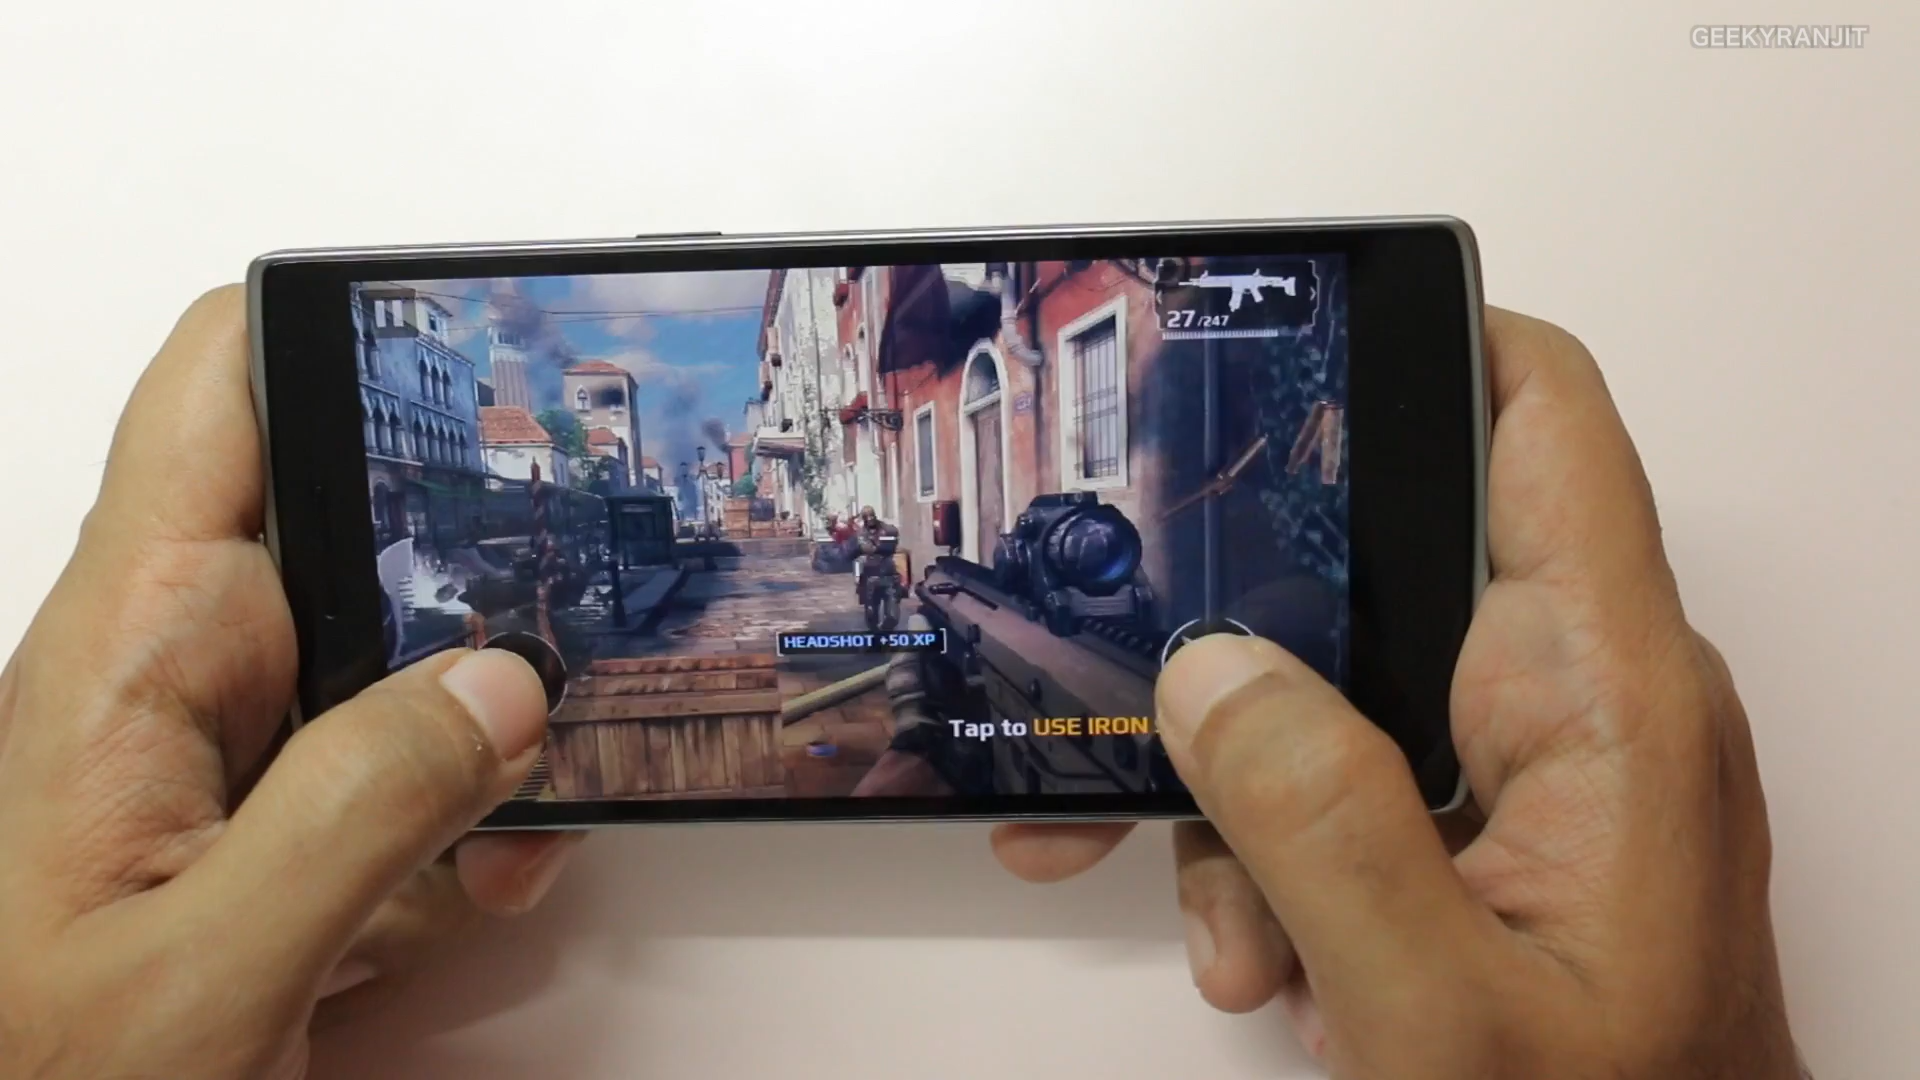 GEEKYRANJIT
27/247
HEADSHOT +50 XP
Tap to USE IRON